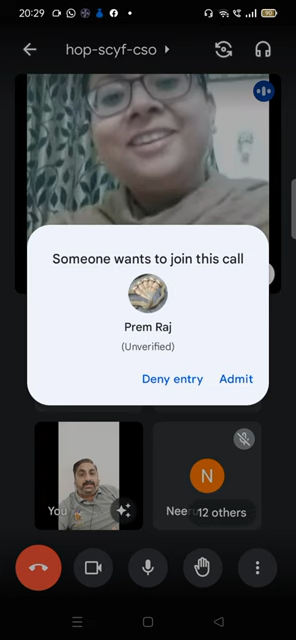 20:29
hop-scyf-cso
Someone wants to join this call
Prem Raj
(Unverified)
Deny entry Admit
You
N
Nee
12 others